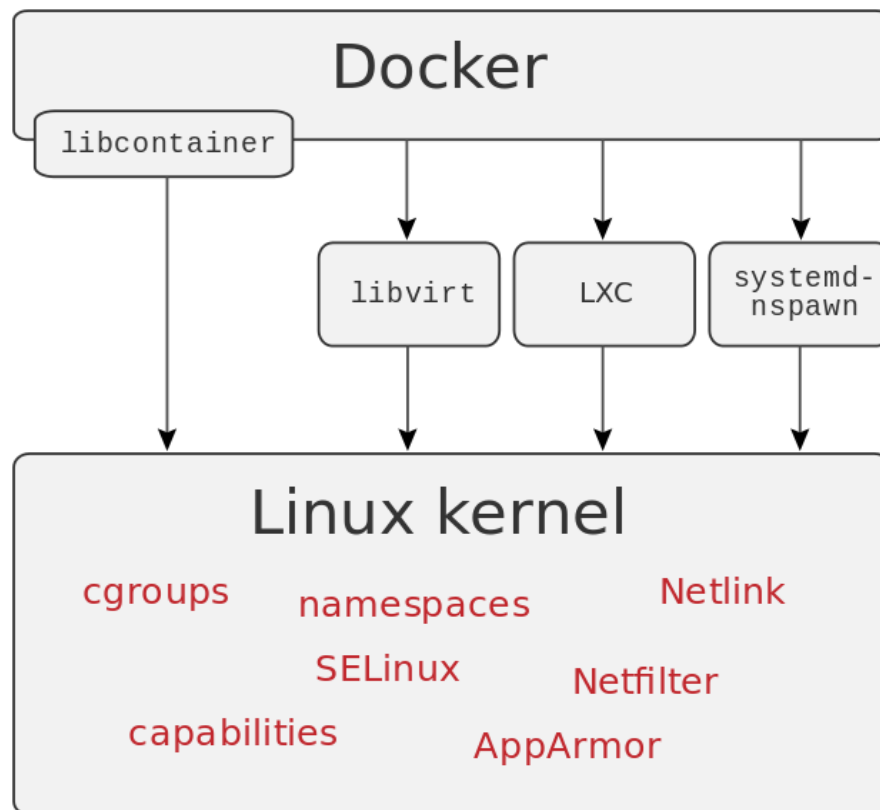 Docker
libcontainer
libvirt
LXC
systemd-
nspawn
Linux kernel
cgroups
namespaces
Netlink
SELinux
Netfilter
capabilities
AppArmor